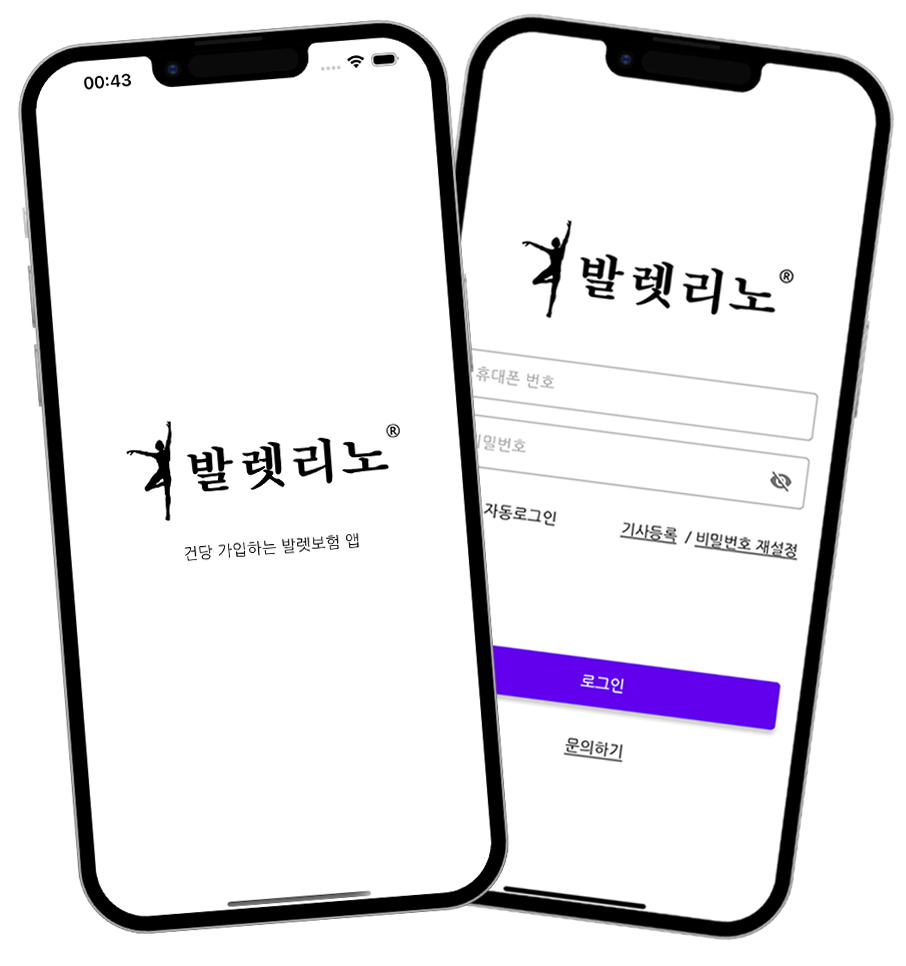 00:43
발렛리노®
건당 가입하는 발렛보험 앱
발렛리노®
휴대폰 번호
비밀번호
자동로그인
기사등록 / 비밀번호 재설정
로그인
문의하기